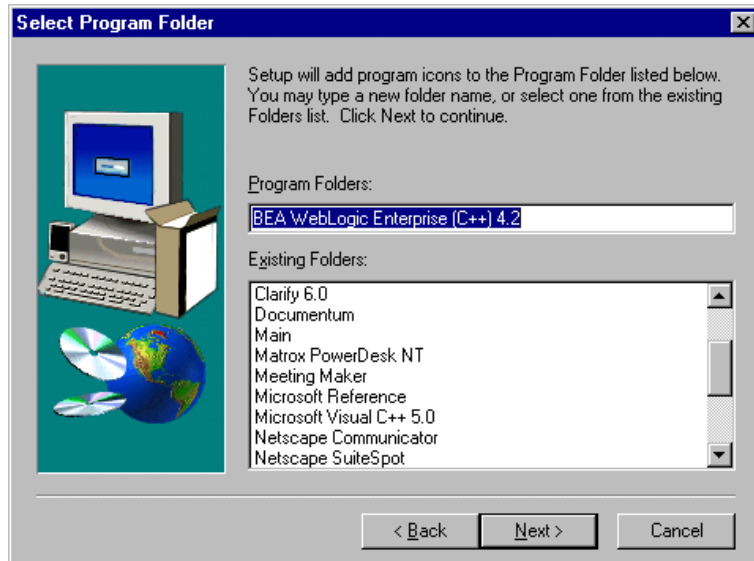 Select Program Folder
Setup will add program icons to the Program Folder listed below.
You may type a new folder name, or select one from the existing
Folders list. Click Next to continue.
Program Folders:
BEA WebLogic Enterprise (C++) 4.2
Existing Folders:
Clarify 6.0
Documentum
Main
Matrox PowerDesk NT
Meeting Maker
Microsoft Reference
Microsoft Visual C++ 5.0
Netscape Communicator
Netscape SuiteSpot
< Back
Next >
Cancel